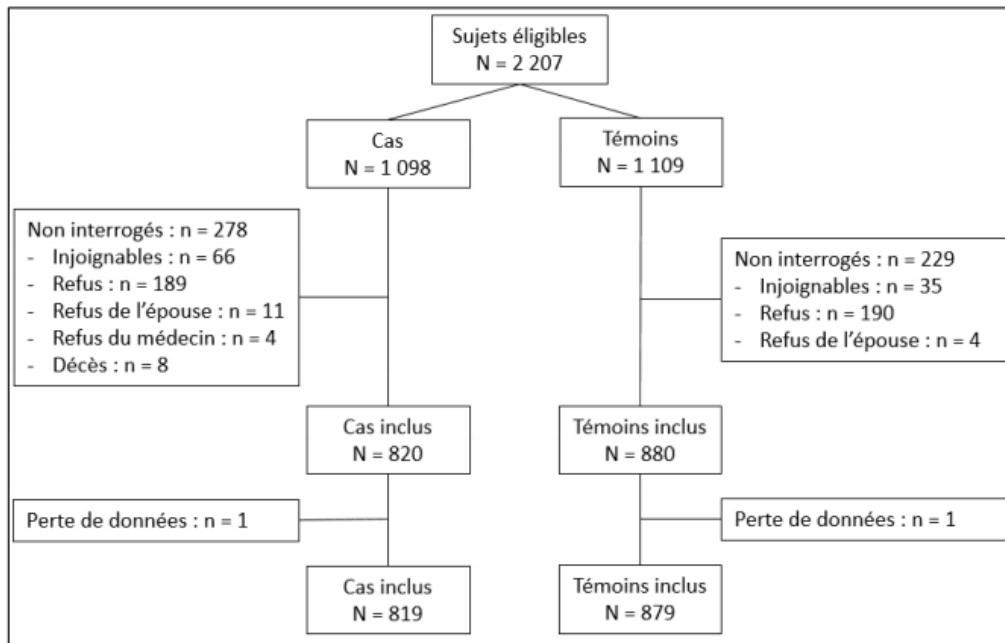 Sujets éligibles
N = 2 207
Cas
N = 1 098
Témoins
N = 1 109
Non interrogés : n = 278
- Injoignables : n = 66
- Refus : n = 189
- Refus de l'épouse : n = 11
- Refus du médecin : n = 4
- Décès : n = 8
Non interrogés : n = 229
- Injoignables : n = 35
- Refus : n = 190
- Refus de l'épouse : n = 4
Cas inclus
N = 820
Témoins inclus
N = 880
Perte de données : n = 1
Perte de données : n = 1
Cas inclus
N = 819
Témoins inclus
N = 879